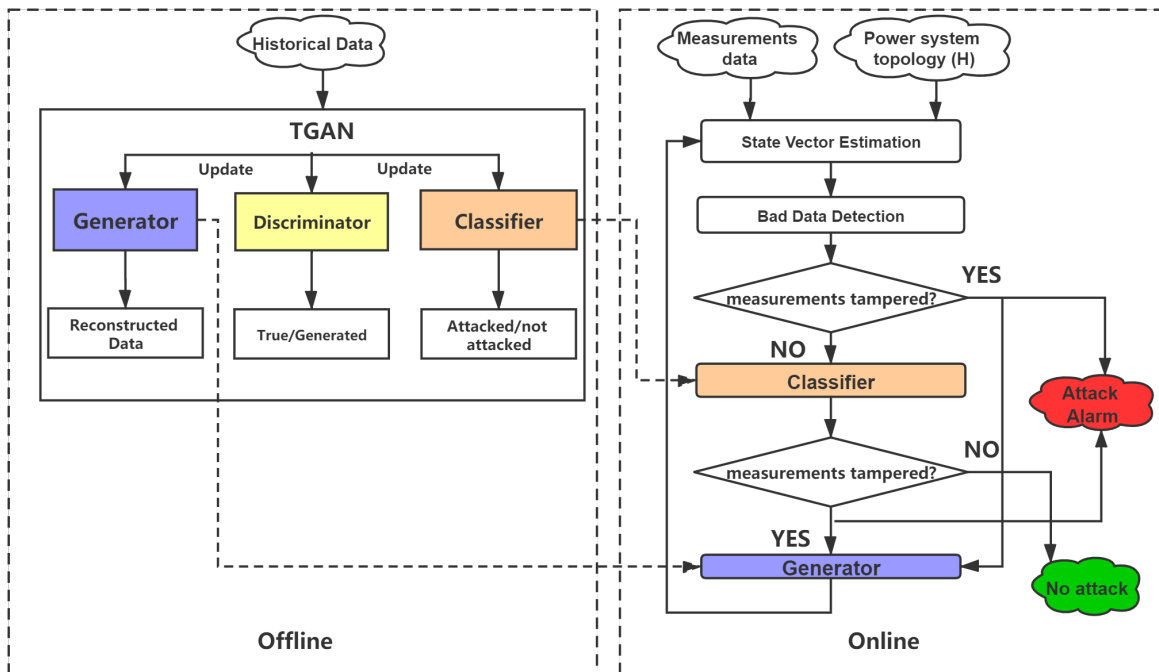 Historical Data
TGAN
Update
Update
Generator
Discriminator
Classifier
Reconstructed
Data
True/Generated
Attacked/not
attacked
Offline
Measurements
data
Power system
topology (H)
State Vector Estimation
Bad Data Detection
measurements tampered?
YES
NO
Classifier
Attack
Alarm
measurements tampered?
NO
YES
Generator
No attack
Online